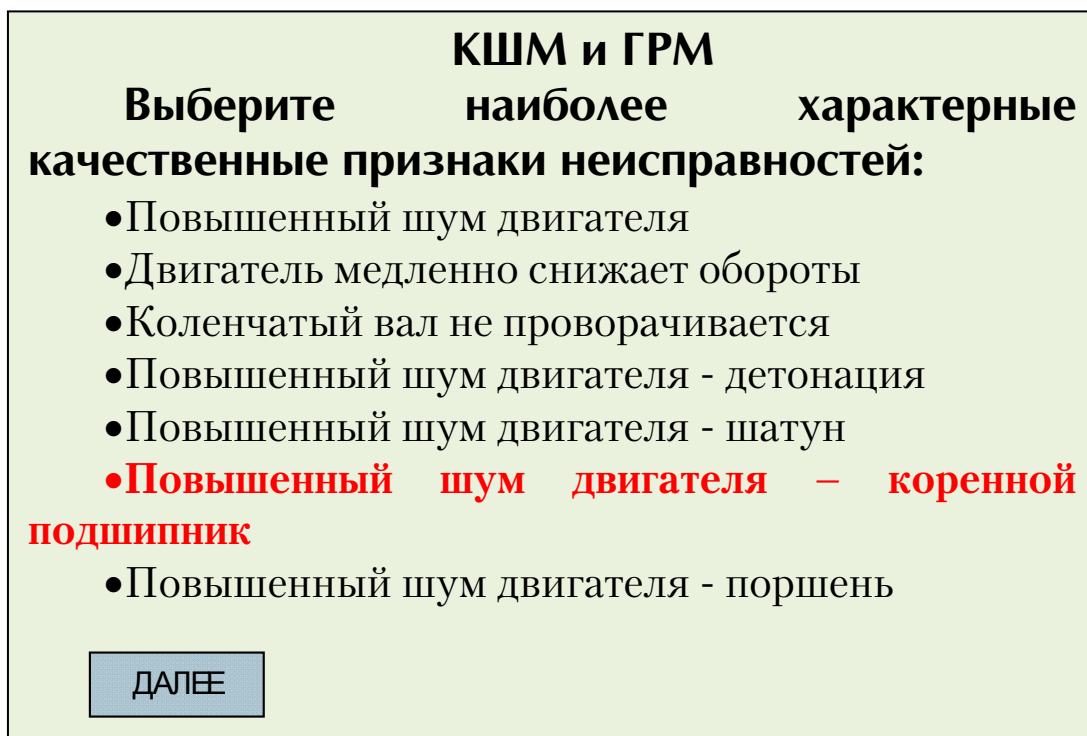 КШМ и ГРМ
Выберите наиболее характерные
качественные признаки неисправностей:
•Повышенный шум двигателя
•Двигатель медленно снижает обороты
•Коленчатый вал не проворачивается
•Повышенный шум двигателя - детонация
•Повышенный шум двигателя - шатун
•Повышенный шум двигателя – коренной
подшипник
•Повышенный шум двигателя - поршень
ДАЛЕЕ